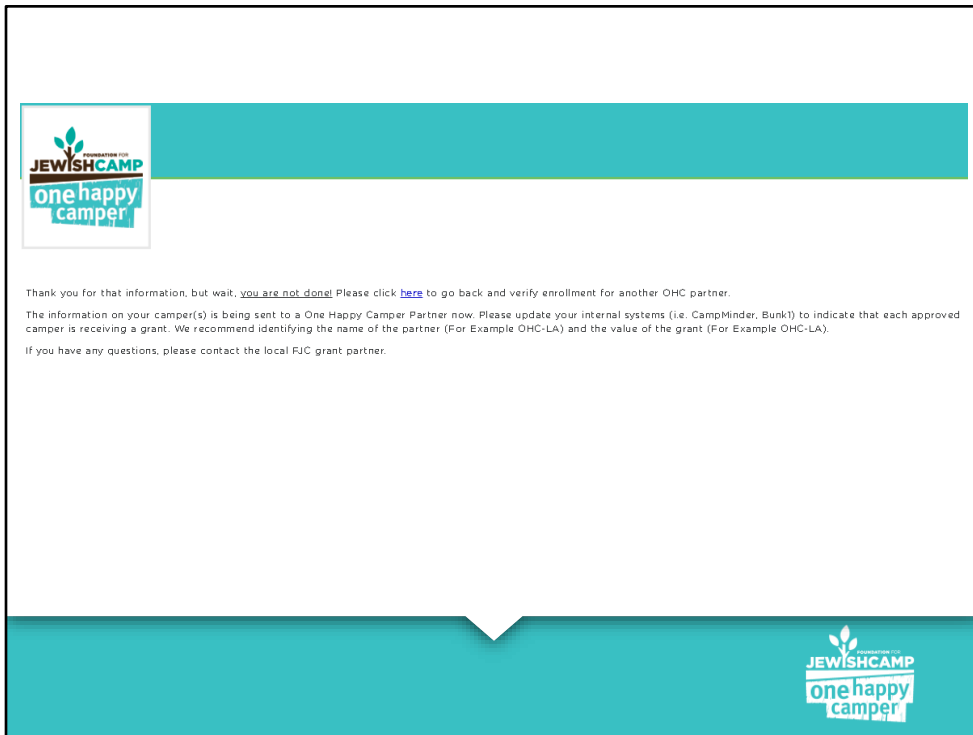 FOUNDATION FOR
JEWISHCAMP
one happy
camper
Thank you for that information, but wait, you are not done! Please click here to go back and verify enrollment for another OHC partner.
The information on your camper(s) is being sent to a One Happy Camper Partner now. Please update your internal systems (i.e. CampMinder, Bunk1) to indicate that each approved
camper is receiving a grant. We recommend identifying the name of the partner (For Example OHC-LA) and the value of the grant (For Example OHC-LA).
If you have any questions, please contact the local FJC grant partner.
FOUNDATION FOR
JEWISHCAMP
one happy
camper